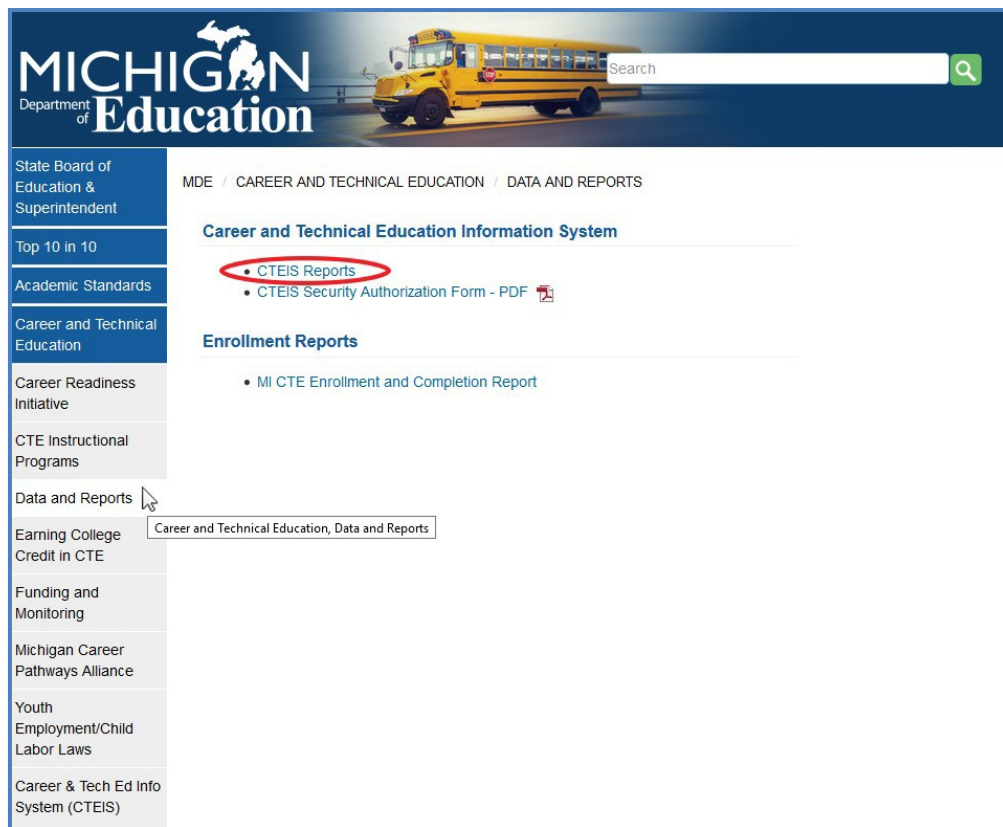 MICHIGAN
Department
of Education
Search
State Board of
Education &
Superintendent
Top 10 in 10
Academic Standards
Career and Technical
Education
Career Readiness
Initiative
CTE Instructional
Programs
Data and Reports
Earning College
Credit in CTE
Funding and
Monitoring
Michigan Career
Pathways Alliance
Youth
Employment/Child
Labor Laws
Career & Tech Ed Info
System (CTEIS)
MDE / CAREER AND TECHNICAL EDUCATION / DATA AND REPORTS
Career and Technical Education Information System
• CTEIS Reports
• CTEIS Security Authorization Form - PDF
Enrollment Reports
• MI CTE Enrollment and Completion Report
Career and Technical Education, Data and Reports